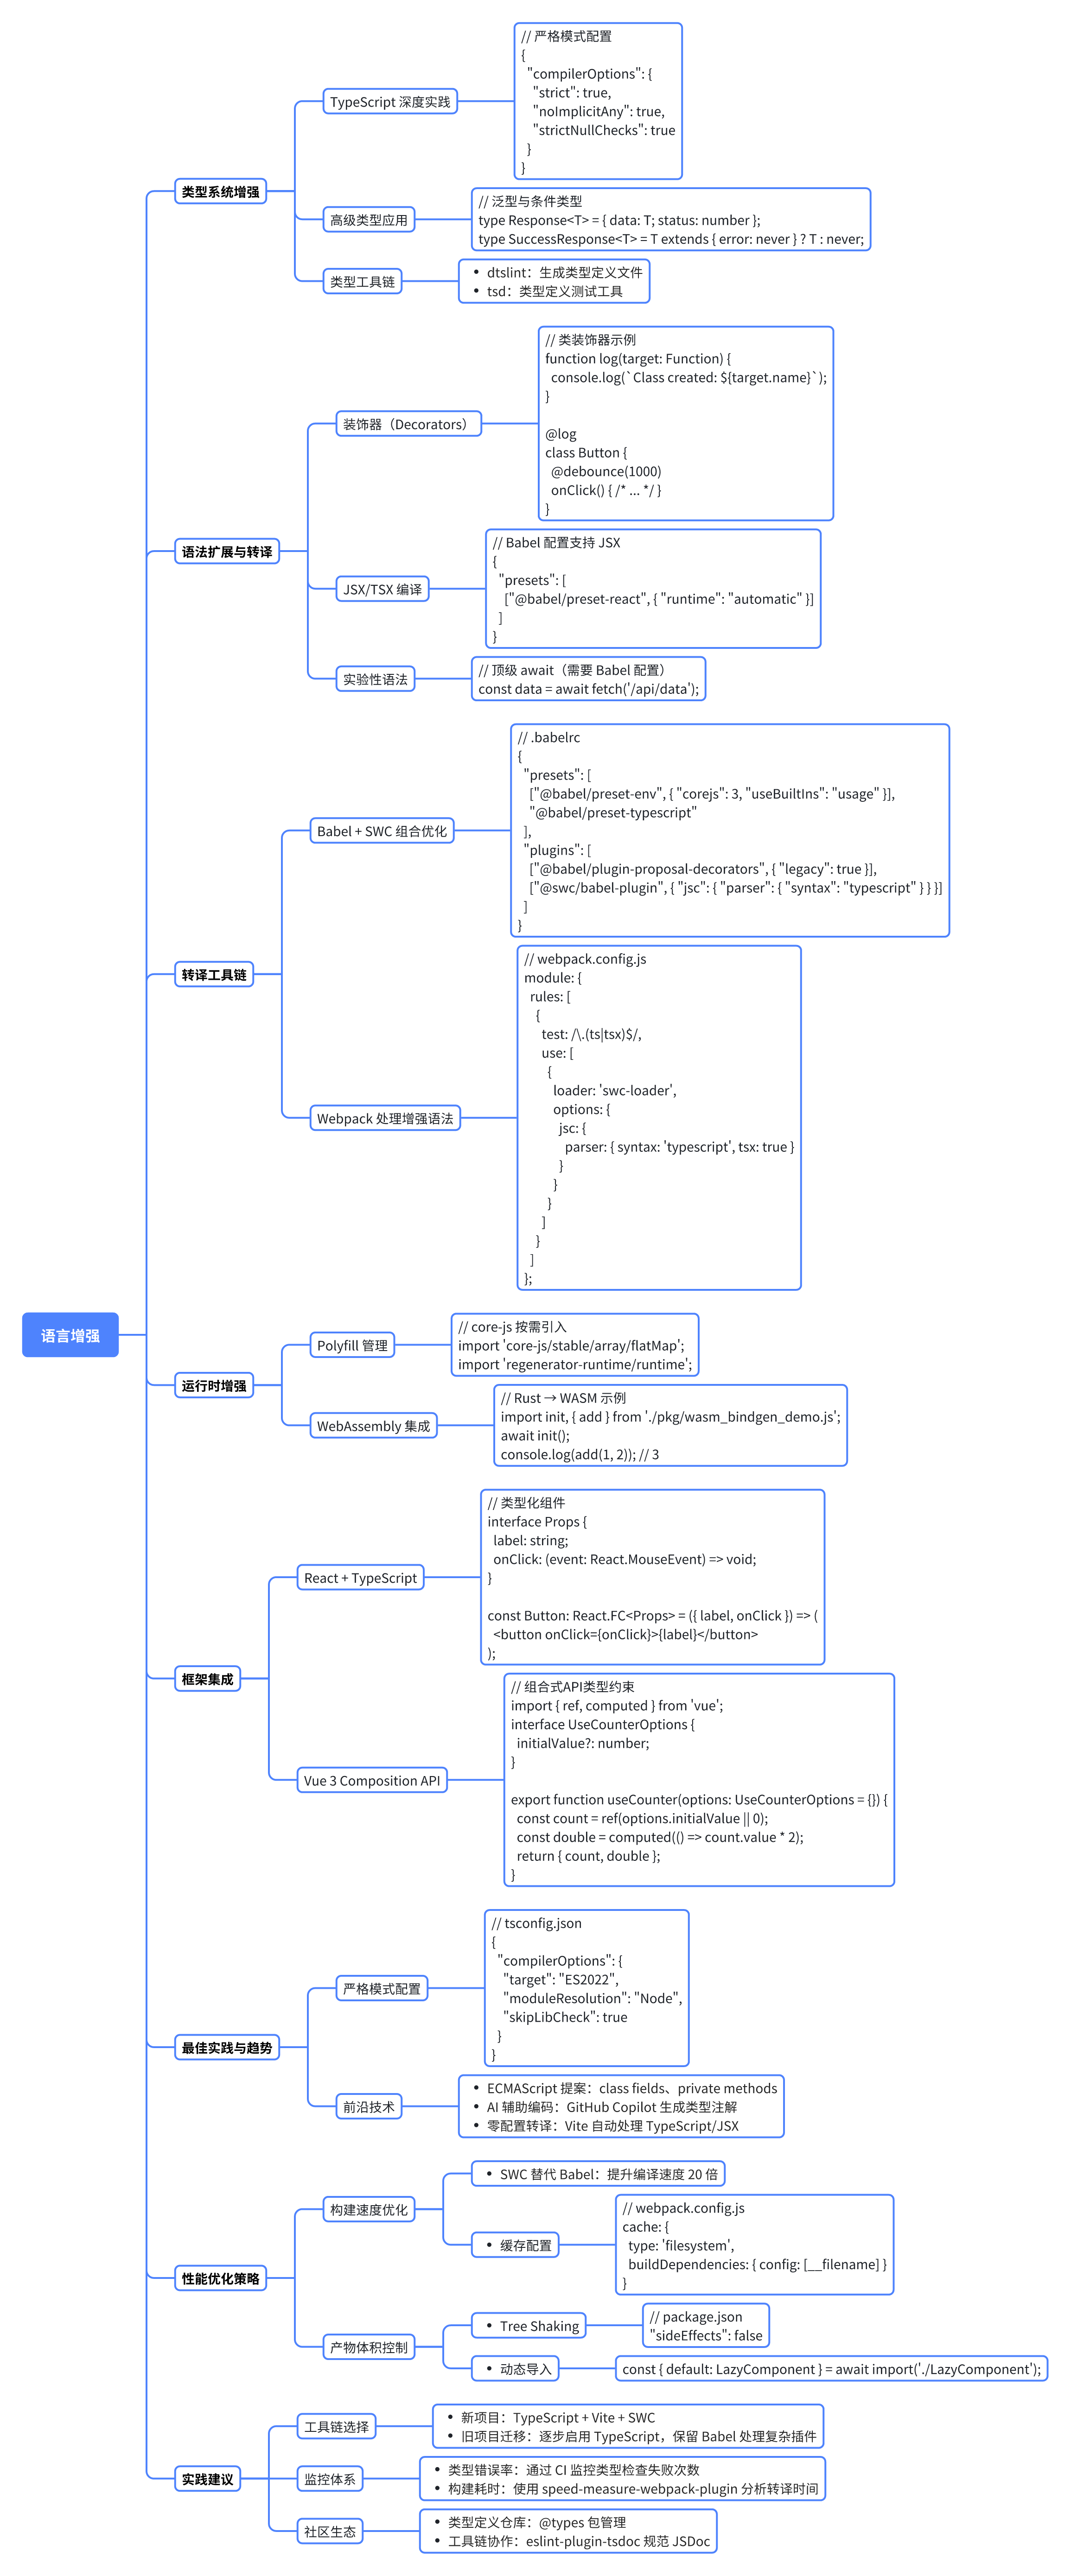 语言增强
类型系统增强
TypeScript 深度实践
// 严格模式配置
{
"compilerOptions": {
"strict": true,
"noImplicitAny": true,
"strictNullChecks": true
}
}
高级类型应用
// 泛型与条件类型
type Response<T> = { data: T; status: number };
type SuccessResponse<T> = T extends { error: never } ? T : never;
类型工具链
• dtslint：生成类型定义文件
• tsd：类型定义测试工具
语法扩展与转译
装饰器（Decorators）
// 类装饰器示例
function log(target: Function) {
console.log(`Class created: ${target.name}`);
}
@log
class Button {
@debounce(1000)
onClick() { /* ... */ }
}
JSX/TSX 编译
// Babel 配置支持 JSX
{
"presets": [
["@babel/preset-react", { "runtime": "automatic" }]
]
}
实验性语法
// 顶级 await（需要 Babel 配置）
const data = await fetch('/api/data');
转译工具链
Babel + SWC 组合优化
// .babelrc
{
"presets": [
["@babel/preset-env", { "corejs": 3, "useBuiltIns": "usage" }],
"@babel/preset-typescript"
],
"plugins": [
["@babel/plugin-proposal-decorators", { "legacy": true }],
["@swc/babel-plugin", { "jsc": { "parser": { "syntax": "typescript" } } }]
]
}
Webpack 处理增强语法
// webpack.config.js
module: {
rules: [
{
test: /\.(ts|tsx)$/,
use: [
{
loader: 'swc-loader',
options: {
jsc: {
parser: { syntax: 'typescript', tsx: true }
}
}
}
]
}
]
};
运行时增强
Polyfill 管理
// core-js 按需引入
import 'core-js/stable/array/flatMap';
import 'regenerator-runtime/runtime';
WebAssembly 集成
// Rust → WASM 示例
import init, { add } from './pkg/wasm_bindgen_demo.js';
await init();
console.log(add(1, 2)); // 3
框架集成
React + TypeScript
// 类型化组件
interface Props {
label: string;
onClick: (event: React.MouseEvent) => void;
}
const Button: React.FC<Props> = ({ label, onClick }) => (
<button onClick={onClick}>{label}</button>
);
Vue 3 Composition API
// 组合式API类型约束
import { ref, computed } from 'vue';
interface UseCounterOptions {
initialValue?: number;
}
export function useCounter(options: UseCounterOptions = {}) {
const count = ref(options.initialValue || 0);
const double = computed(() => count.value * 2);
return { count, double };
}
最佳实践与趋势
严格模式配置
// tsconfig.json
{
"compilerOptions": {
"target": "ES2022",
"moduleResolution": "Node",
"skipLibCheck": true
}
}
前沿技术
• ECMAScript 提案：class fields、private methods
• AI 辅助编码：GitHub Copilot 生成类型注解
• 零配置转译：Vite 自动处理 TypeScript/JSX
性能优化策略
构建速度优化
• SWC 替代 Babel：提升编译速度 20 倍
• 缓存配置
// webpack.config.js
cache: {
type: 'filesystem',
buildDependencies: { config: [__filename] }
}
产物体积控制
• Tree Shaking
// package.json
"sideEffects": false
• 动态导入
const { default: LazyComponent } = await import('./LazyComponent');
实践建议
工具链选择
• 新项目：TypeScript + Vite + SWC
• 旧项目迁移：逐步启用 TypeScript，保留 Babel 处理复杂插件
监控体系
• 类型错误率：通过 CI 监控类型检查失败次数
• 构建耗时：使用 speed-measure-webpack-plugin 分析转译时间
社区生态
• 类型定义仓库：@types 包管理
• 工具链协作：eslint-plugin-tsdoc 规范 JSDoc